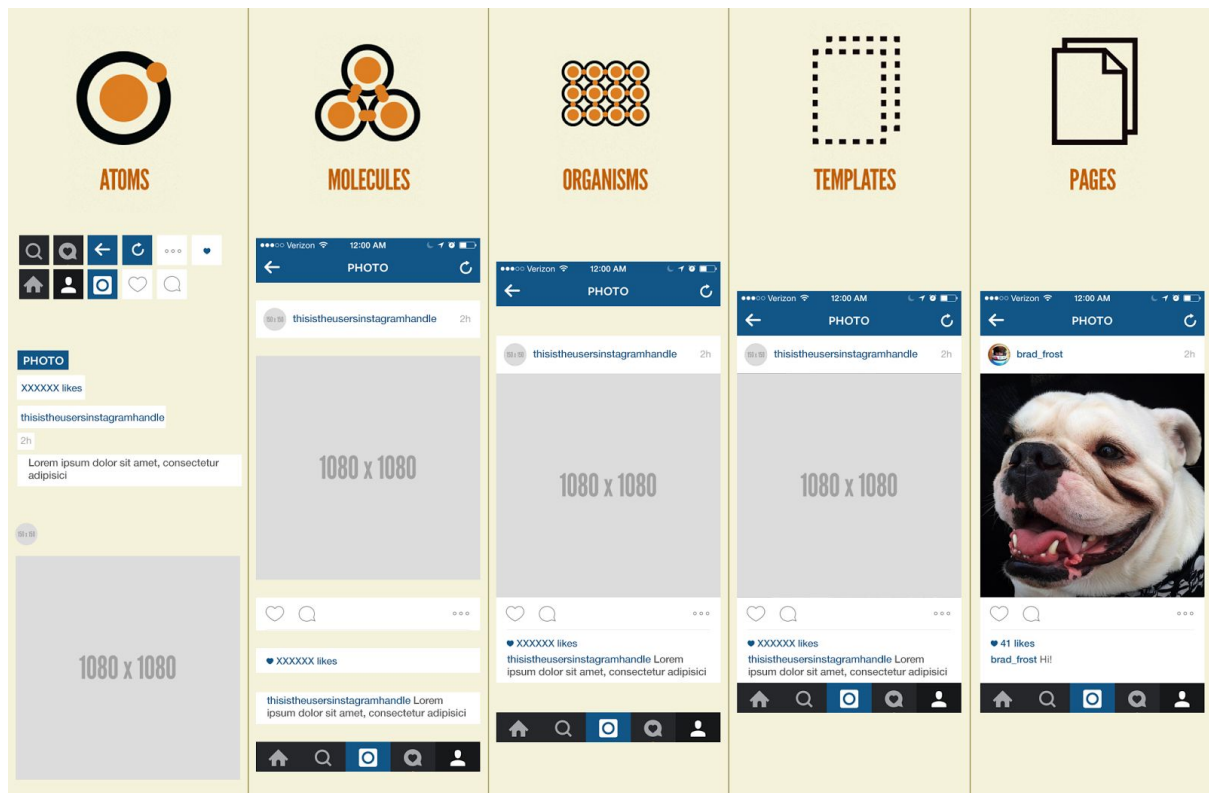 ATOMS
PHOTO
XXXXXX likes
thisistheusersinstagramhandle
2h
Lorem ipsum dolor sit amet, consectetur
adipisici
1080 x 1080
MOLECULES
Verizon 12:00 AM
PHOTO
thisistheusersinstagramhandle 2h
1080 x 1080
XXXXXX likes
thisistheusersinstagramhandle Lorem
ipsum dolor sit amet, consectetur adipisici
ORGANISMS
Verizon 12:00 AM
PHOTO
thisistheusersinstagramhandle 2h
1080 x 1080
XXXXXX likes
thisistheusersinstagramhandle Lorem
ipsum dolor sit amet, consectetur adipisici
TEMPLATES
Verizon 12:00 AM
PHOTO
thisistheusersinstagramhandle 2h
1080 x 1080
XXXXXX likes
thisistheusersinstagramhandle Lorem
ipsum dolor sit amet, consectetur adipisici
PAGES
Verizon 12:00 AM
PHOTO
brad_frost 2h
41 likes
brad_frost Hi!